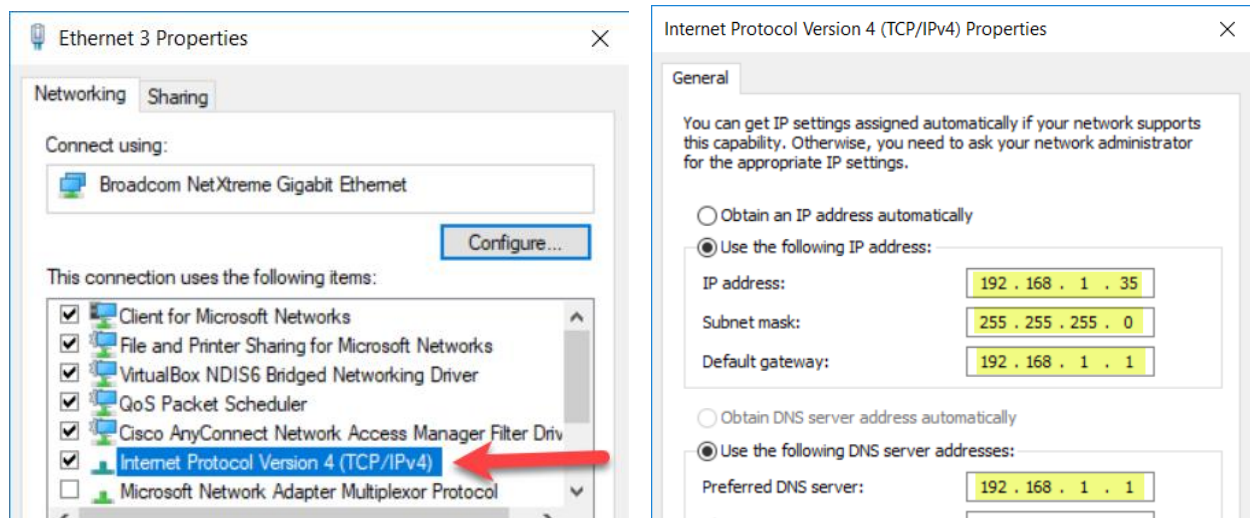 Ethernet 3 Properties
Networking Sharing
Connect using:
Broadcom NetXtreme Gigabit Ethernet
Configure...
This connection uses the following items:
Client for Microsoft Networks
File and Printer Sharing for Microsoft Networks
VirtualBox NDIS6 Bridged Networking Driver
QoS Packet Scheduler
Cisco AnyConnect Network Access Manager Filter Driv
Internet Protocol Version 4 (TCP/IPv4)
Microsoft Network Adapter Multiplexor Protocol
Internet Protocol Version 4 (TCP/IPv4) Properties
General
You can get IP settings assigned automatically if your network supports
this capability. Otherwise, you need to ask your network administrator
for the appropriate IP settings.
Obtain an IP address automatically
Use the following IP address:
IP address: 192 . 168 . 1 . 35
Subnet mask: 255 . 255 . 255 . 0
Default gateway: 192 . 168 . 1 . 1
Obtain DNS server address automatically
Use the following DNS server addresses:
Preferred DNS server: 192 . 168 . 1 . 1